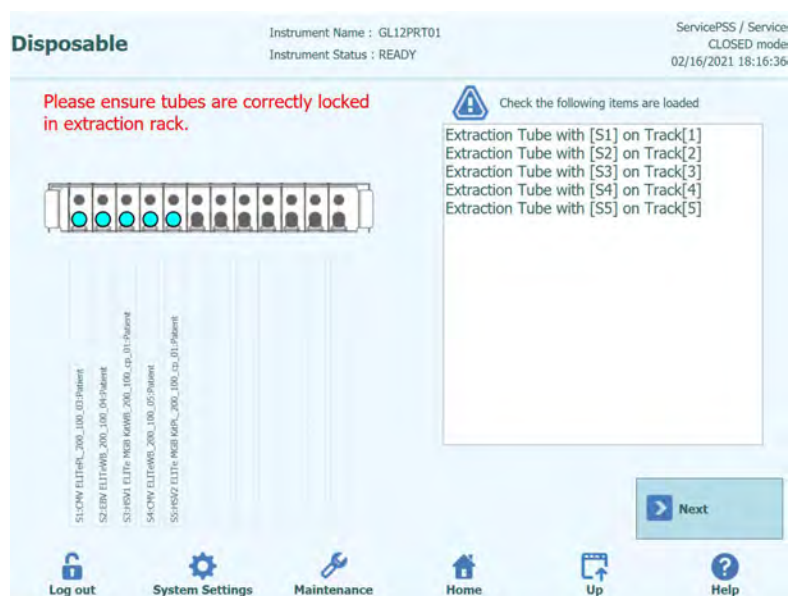 Disposable
Instrument Name : GL12PRT01
Instrument Status : READY
ServicePSS / Service
CLOSED mode
02/16/2021 18:16:36
Please ensure tubes are correctly locked
in extraction rack.
Check the following items are loaded
Extraction Tube with [S1] on Track[1]
Extraction Tube with [S2] on Track[2]
Extraction Tube with [S3] on Track[3]
Extraction Tube with [S4] on Track[4]
Extraction Tube with [S5] on Track[5]
S1:CMV ELITePL_200_100_03:Patient
S2:EBV ELITeWB_200_100_04:Patient
S3:HSV1 ELITe MGB KitWB_200_100_cp_01:Patient
S4:CMV ELITeWB_200_100_05:Patient
S5:HSV2 ELITe MGB KitPL_200_100_cp_01:Patient
Next
Log out
System Settings
Maintenance
Home
Up
Help